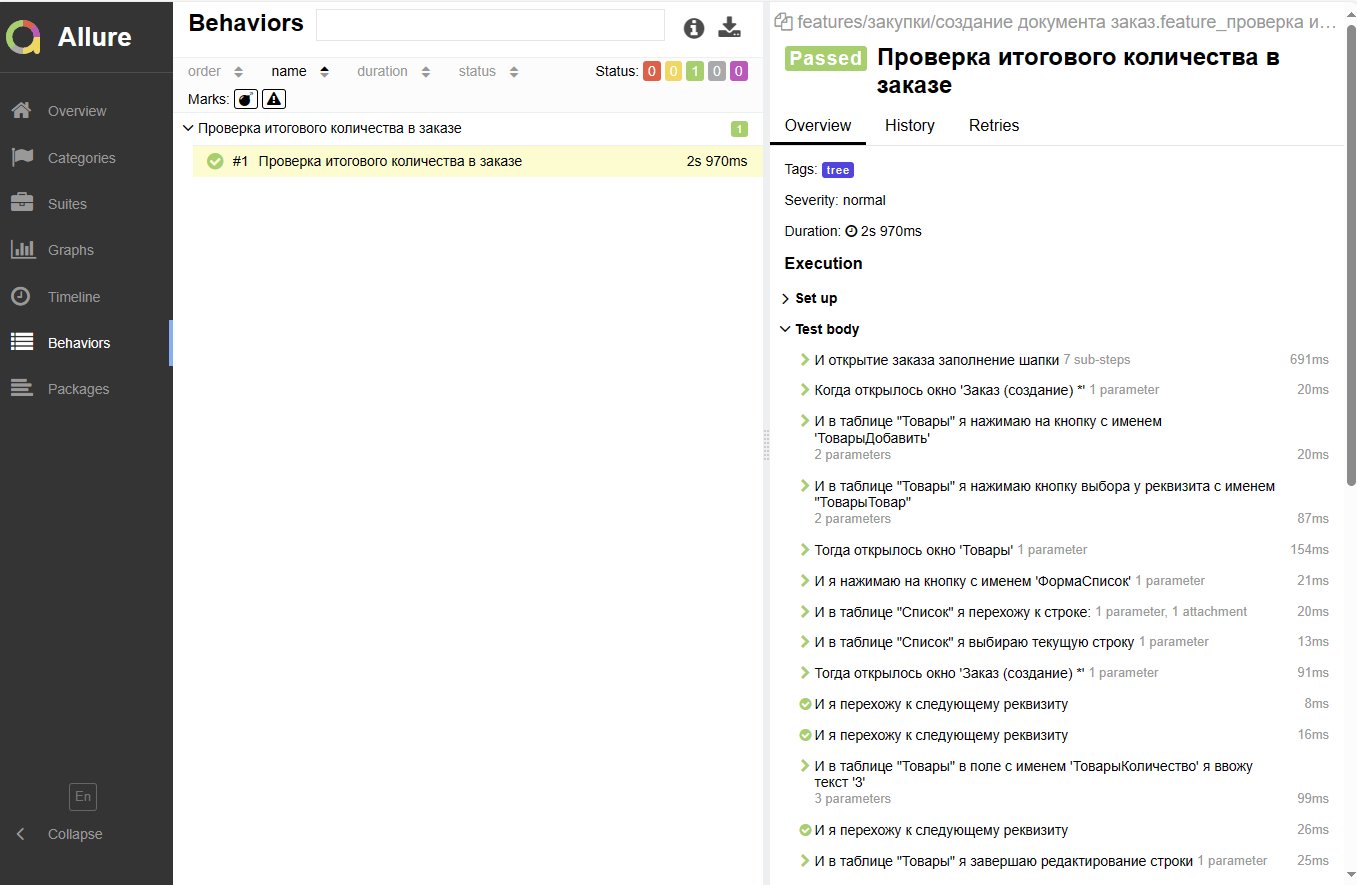 Allure
Overview
Categories
Suites
Graphs
Timeline
Behaviors
Packages
En
Collapse
Behaviors
order name duration status Status: 0 0 1 0 0
Marks:
Проверка итогового количества в заказе 1
#1 Проверка итогового количества в заказе 2s 970ms
features/закупки/создание документа заказ.feature_проверка и…
Passed Проверка итогового количества в
заказе
Overview History Retries
Tags: tree
Severity: normal
Duration: 2s 970ms
Execution
Set up
Test body
И открытие заказа заполнение шапки 7 sub-steps 691ms
Когда открылось окно 'Заказ (создание) *' 1 parameter 20ms
И в таблице "Товары" я нажимаю на кнопку с именем
'ТоварыДобавить'
2 parameters 20ms
И в таблице "Товары" я нажимаю кнопку выбора у реквизита с именем
"ТоварыТовар"
2 parameters 87ms
Тогда открылось окно 'Товары' 1 parameter 154ms
И я нажимаю на кнопку с именем 'ФормаСписок' 1 parameter 21ms
И в таблице "Список" я перехожу к строке: 1 parameter, 1 attachment 20ms
И в таблице "Список" я выбираю текущую строку 1 parameter 13ms
Тогда открылось окно 'Заказ (создание) *' 1 parameter 91ms
И я перехожу к следующему реквизиту 8ms
И я перехожу к следующему реквизиту 16ms
И в таблице "Товары" в поле с именем 'ТоварыКоличество' я ввожу
текст '3'
3 parameters 99ms
И я перехожу к следующему реквизиту 26ms
И в таблице "Товары" я завершаю редактирование строки 1 parameter 25ms